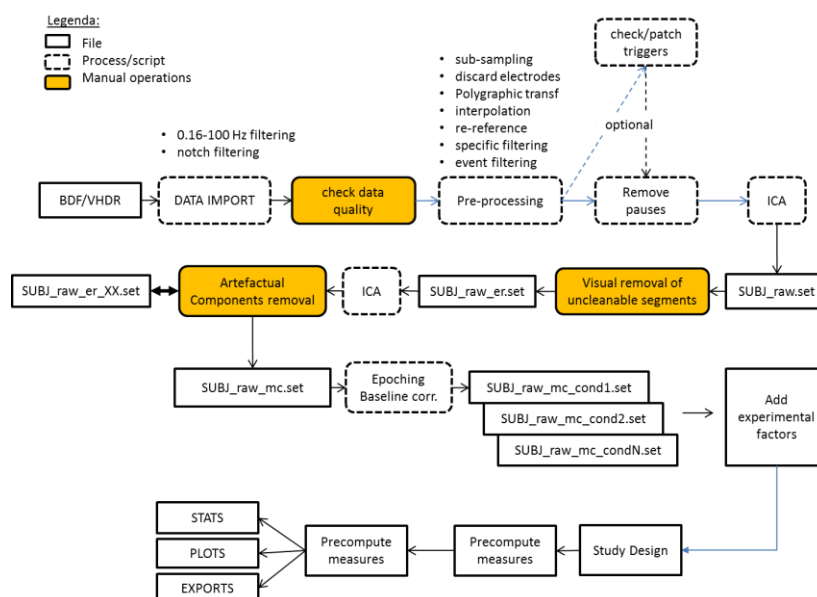 Legenda:
File
Process/script
Manual operations
• 0.16-100 Hz filtering
• notch filtering
• sub-sampling
• discard electrodes
• Polygraphic transf
• interpolation
• re-reference
• specific filtering
• event filtering
check/patch
triggers
optional
BDF/VHDR
DATA IMPORT
check data
quality
Pre-processing
Remove
pauses
ICA
SUBJ_raw_er_XX.set
Artefactual
Components removal
ICA
SUBJ_raw_er.set
Visual removal of
uncleanable segments
SUBJ_raw.set
SUBJ_raw_mc.set
Epoching
Baseline corr.
SUBJ_raw_mc_cond1.set
SUBJ_raw_mc_cond2.set
SUBJ_raw_mc_condN.set
Add
experimental
factors
STATS
PLOTS
EXPORTS
Precompute
measures
Precompute
measures
Study Design